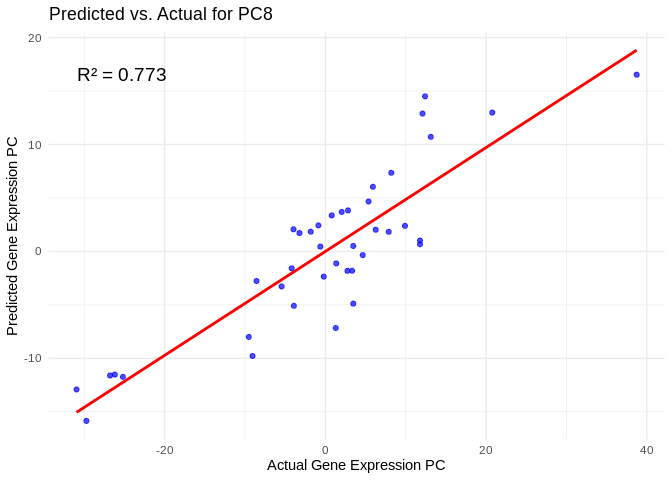 Predicted vs. Actual for PC8
R² = 0.773
Predicted Gene Expression PC
20
10
0
-10
-20
0
20
40
Actual Gene Expression PC